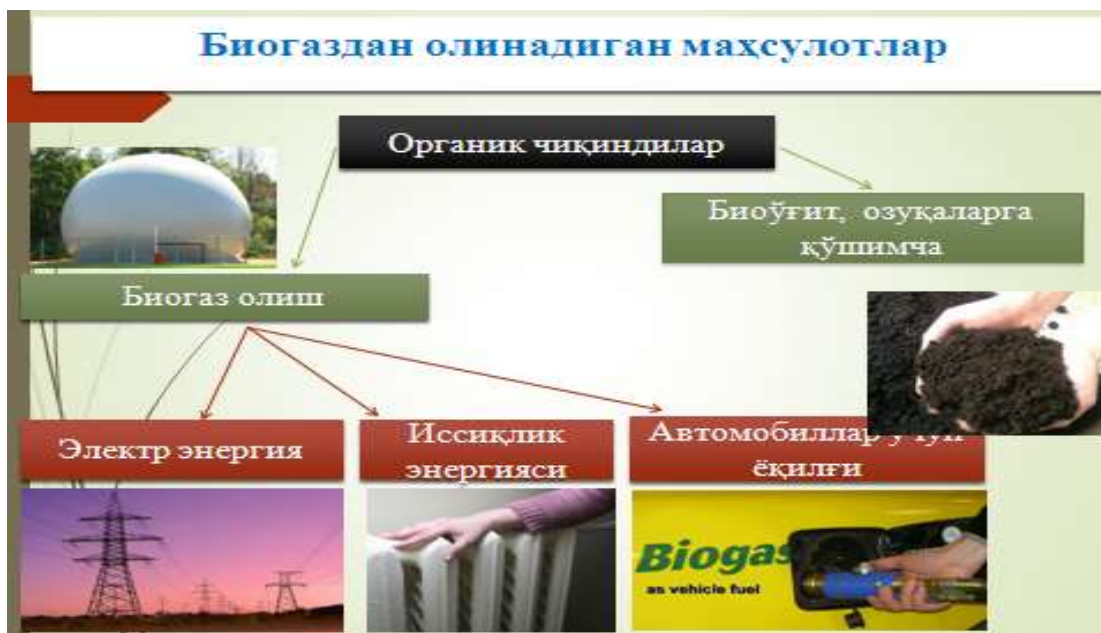 Биогаздан олинадиган маҳсулотлар
Органик чиқиндилар
Биоўғит, озуқаларга
қўшимча
Биогаз олиш
Электр энергия
Иссиқлик
энергияси
Автомобиллар
ёқилғи
Biogas
as vehicle fuel